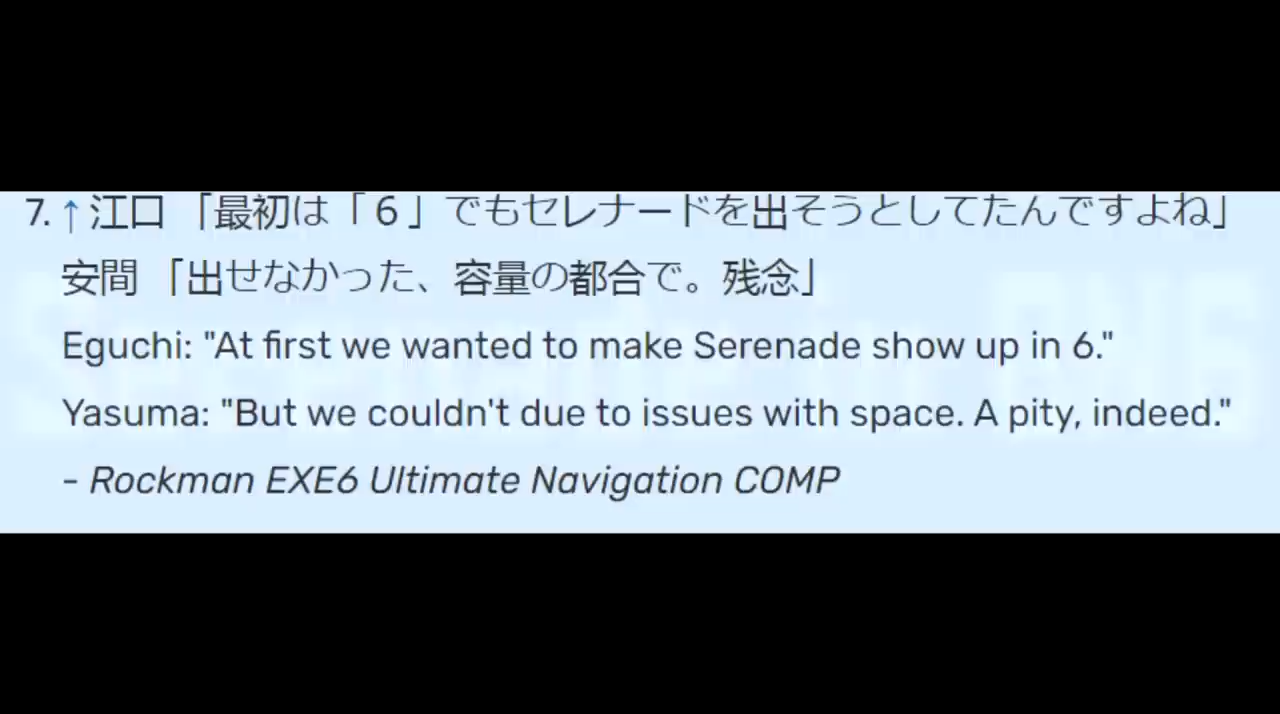 7. ↑ 江口 「最初は「６」でもセレナードを出そうとしてたんですよね」
安間 「出せなかった、容量の都合で。残念」
Eguchi: "At first we wanted to make Serenade show up in 6."
Yasuma: "But we couldn't due to issues with space. A pity, indeed."
- Rockman EXE6 Ultimate Navigation COMP